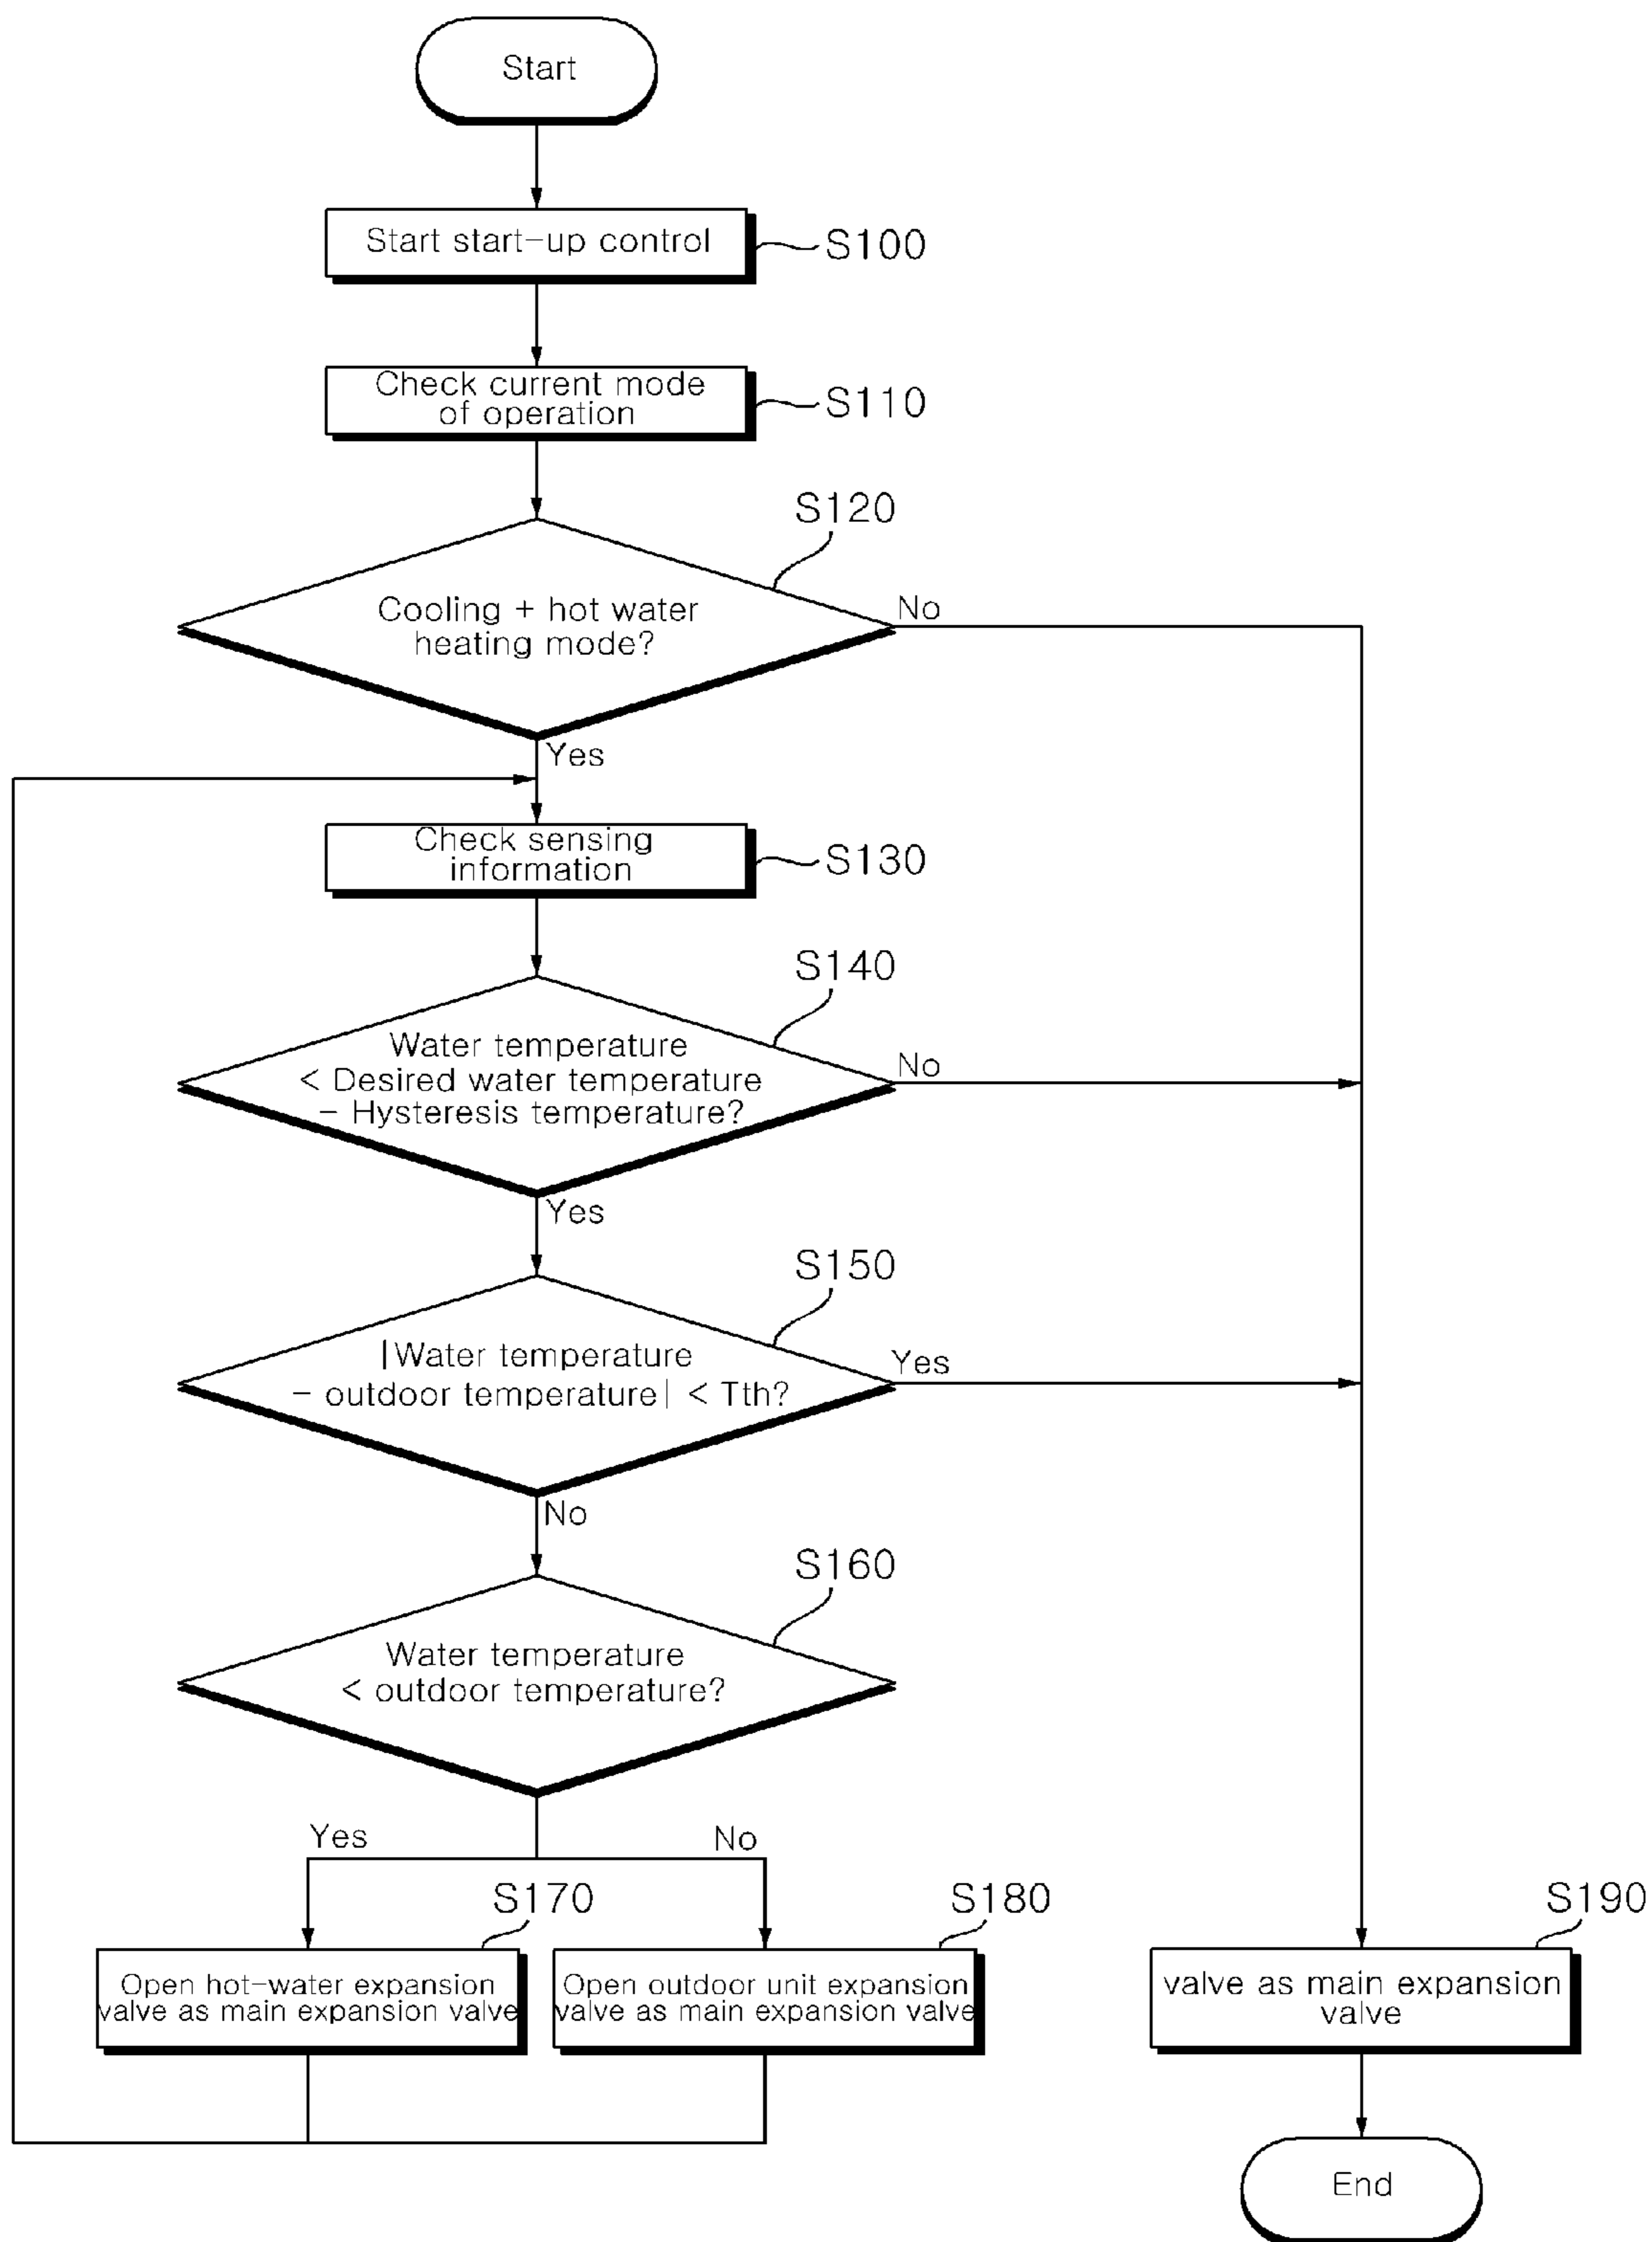 Start
Start start-up control
S100
Check current mode
of operation
S110
S120
Cooling + hot water
heating mode?
No
Yes
Check sensing
information
S130
S140
Water temperature
< Desired water temperature
- Hysteresis temperature?
No
Yes
S150
|Water temperature
- outdoor temperature| < Tth?
Yes
No
S160
Water temperature
< outdoor temperature?
Yes
No
S170
S180
S190
Open hot-water expansion
valve as main expansion valve
Open outdoor unit expansion
valve as main expansion valve
valve as main expansion
valve
End